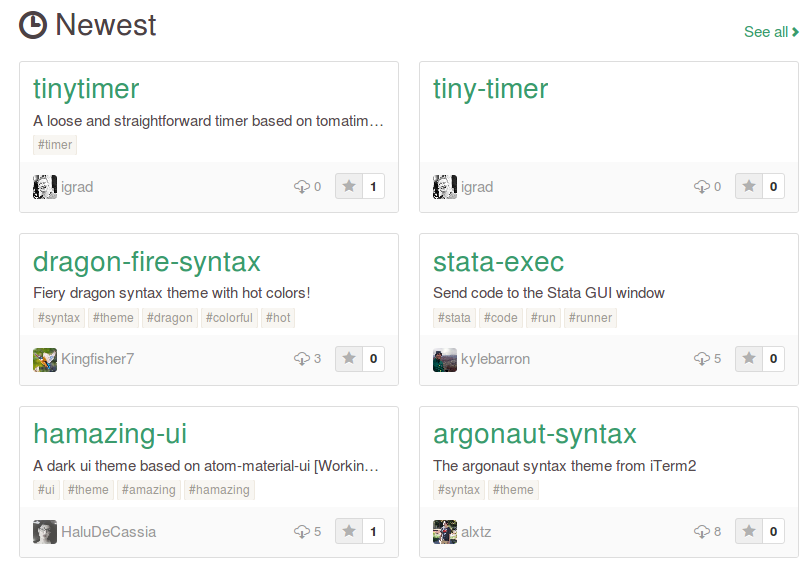 Newest
See all
tinytimer
A loose and straightforward timer based on tomatim…
#timer
igrad 0 1
tiny-timer
igrad 0 0
dragon-fire-syntax
Fiery dragon syntax theme with hot colors!
#syntax #theme #dragon #colorful #hot
Kingfisher7 3 0
stata-exec
Send code to the Stata GUI window
#stata #code #run #runner
kylebarron 5 0
hamazing-ui
A dark ui theme based on atom-material-ui [Workin…
#ui #theme #amazing #hamazing
HaluDeCassia 5 1
argonaut-syntax
The argonaut syntax theme from iTerm2
#syntax #theme
alxtz 8 0